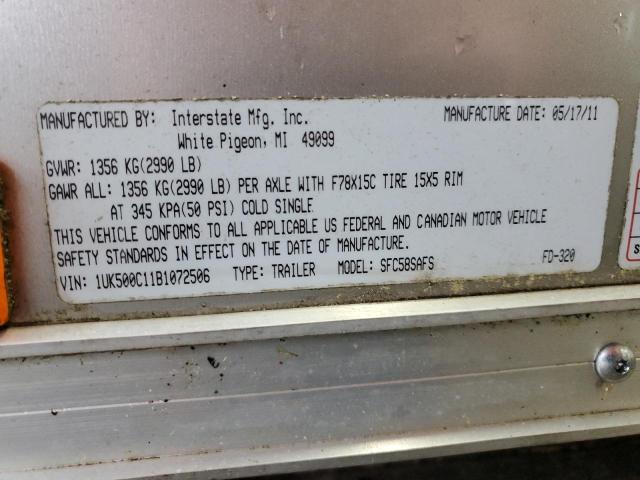 MANUFACTURED BY: Interstate Mfg. Inc. MANUFACTURE DATE: 05/17/11
White Pigeon, MI 49099
GVWR: 1356 KG(2990 LB)
GAWR ALL: 1356 KG(2990 LB) PER AXLE WITH F78X15C TIRE 15X5 RIM
AT 345 KPA(50 PSI) COLD SINGLE
THIS VEHICLE CONFORMS TO ALL APPLICABLE US FEDERAL AND CANADIAN MOTOR VEHICLE
SAFETY STANDARDS IN EFFECT ON THE DATE OF MANUFACTURE.
VIN: 1UK500C11B1072506 TYPE: TRAILER MODEL: SFC58SAFS FD-320